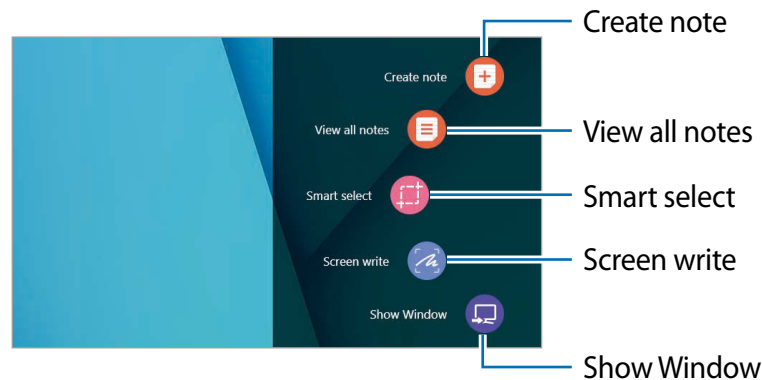 Create note
Create note
View all notes
View all notes
Smart select
Smart select
Screen write
Screen write
Show Window
Show Window